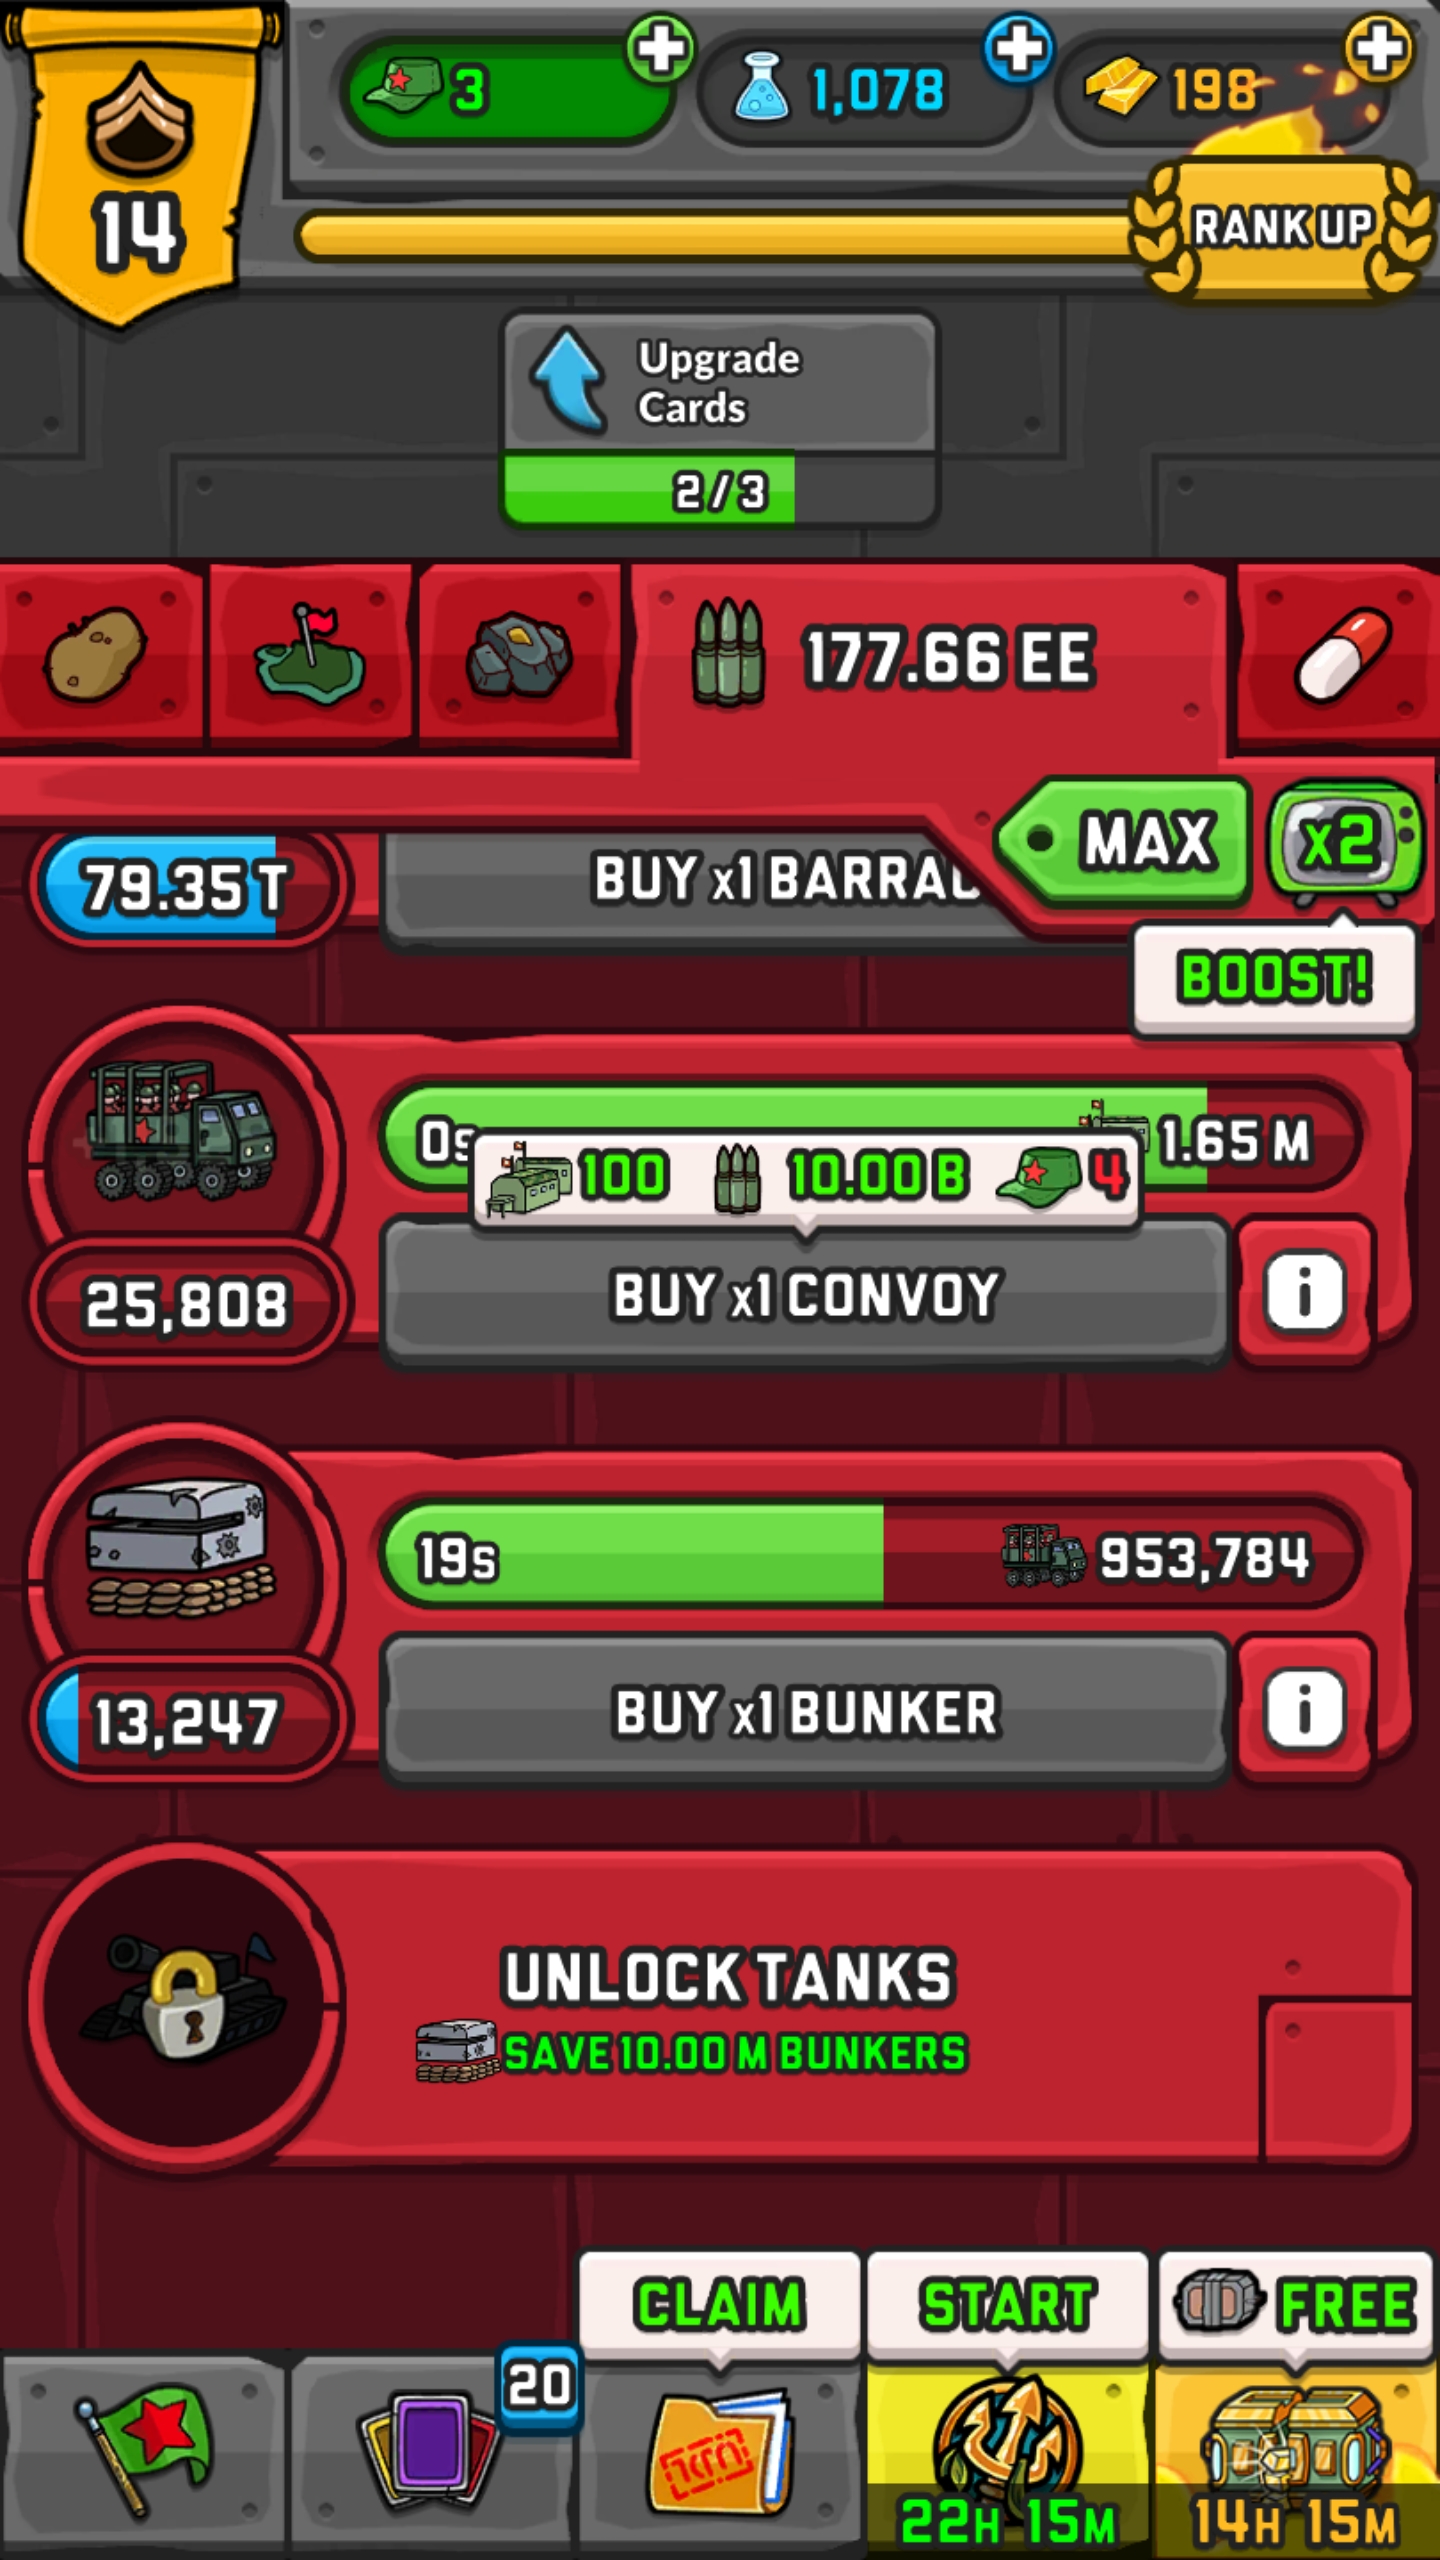 3
1,078
198
14
RANK UP
Upgrade
Cards
2/3
177.66 EE
MAX
x2
79.35 T
BUY x1 BARRAC
BOOST!
0s
1.65 M
100
10.00 B
4
25,808
BUY x1 CONVOY
i
19s
953,784
13,247
BUY x1 BUNKER
i
UNLOCK TANKS
SAVE 10.00 M BUNKERS
CLAIM
START
FREE
20
22H 15M
14H 15M